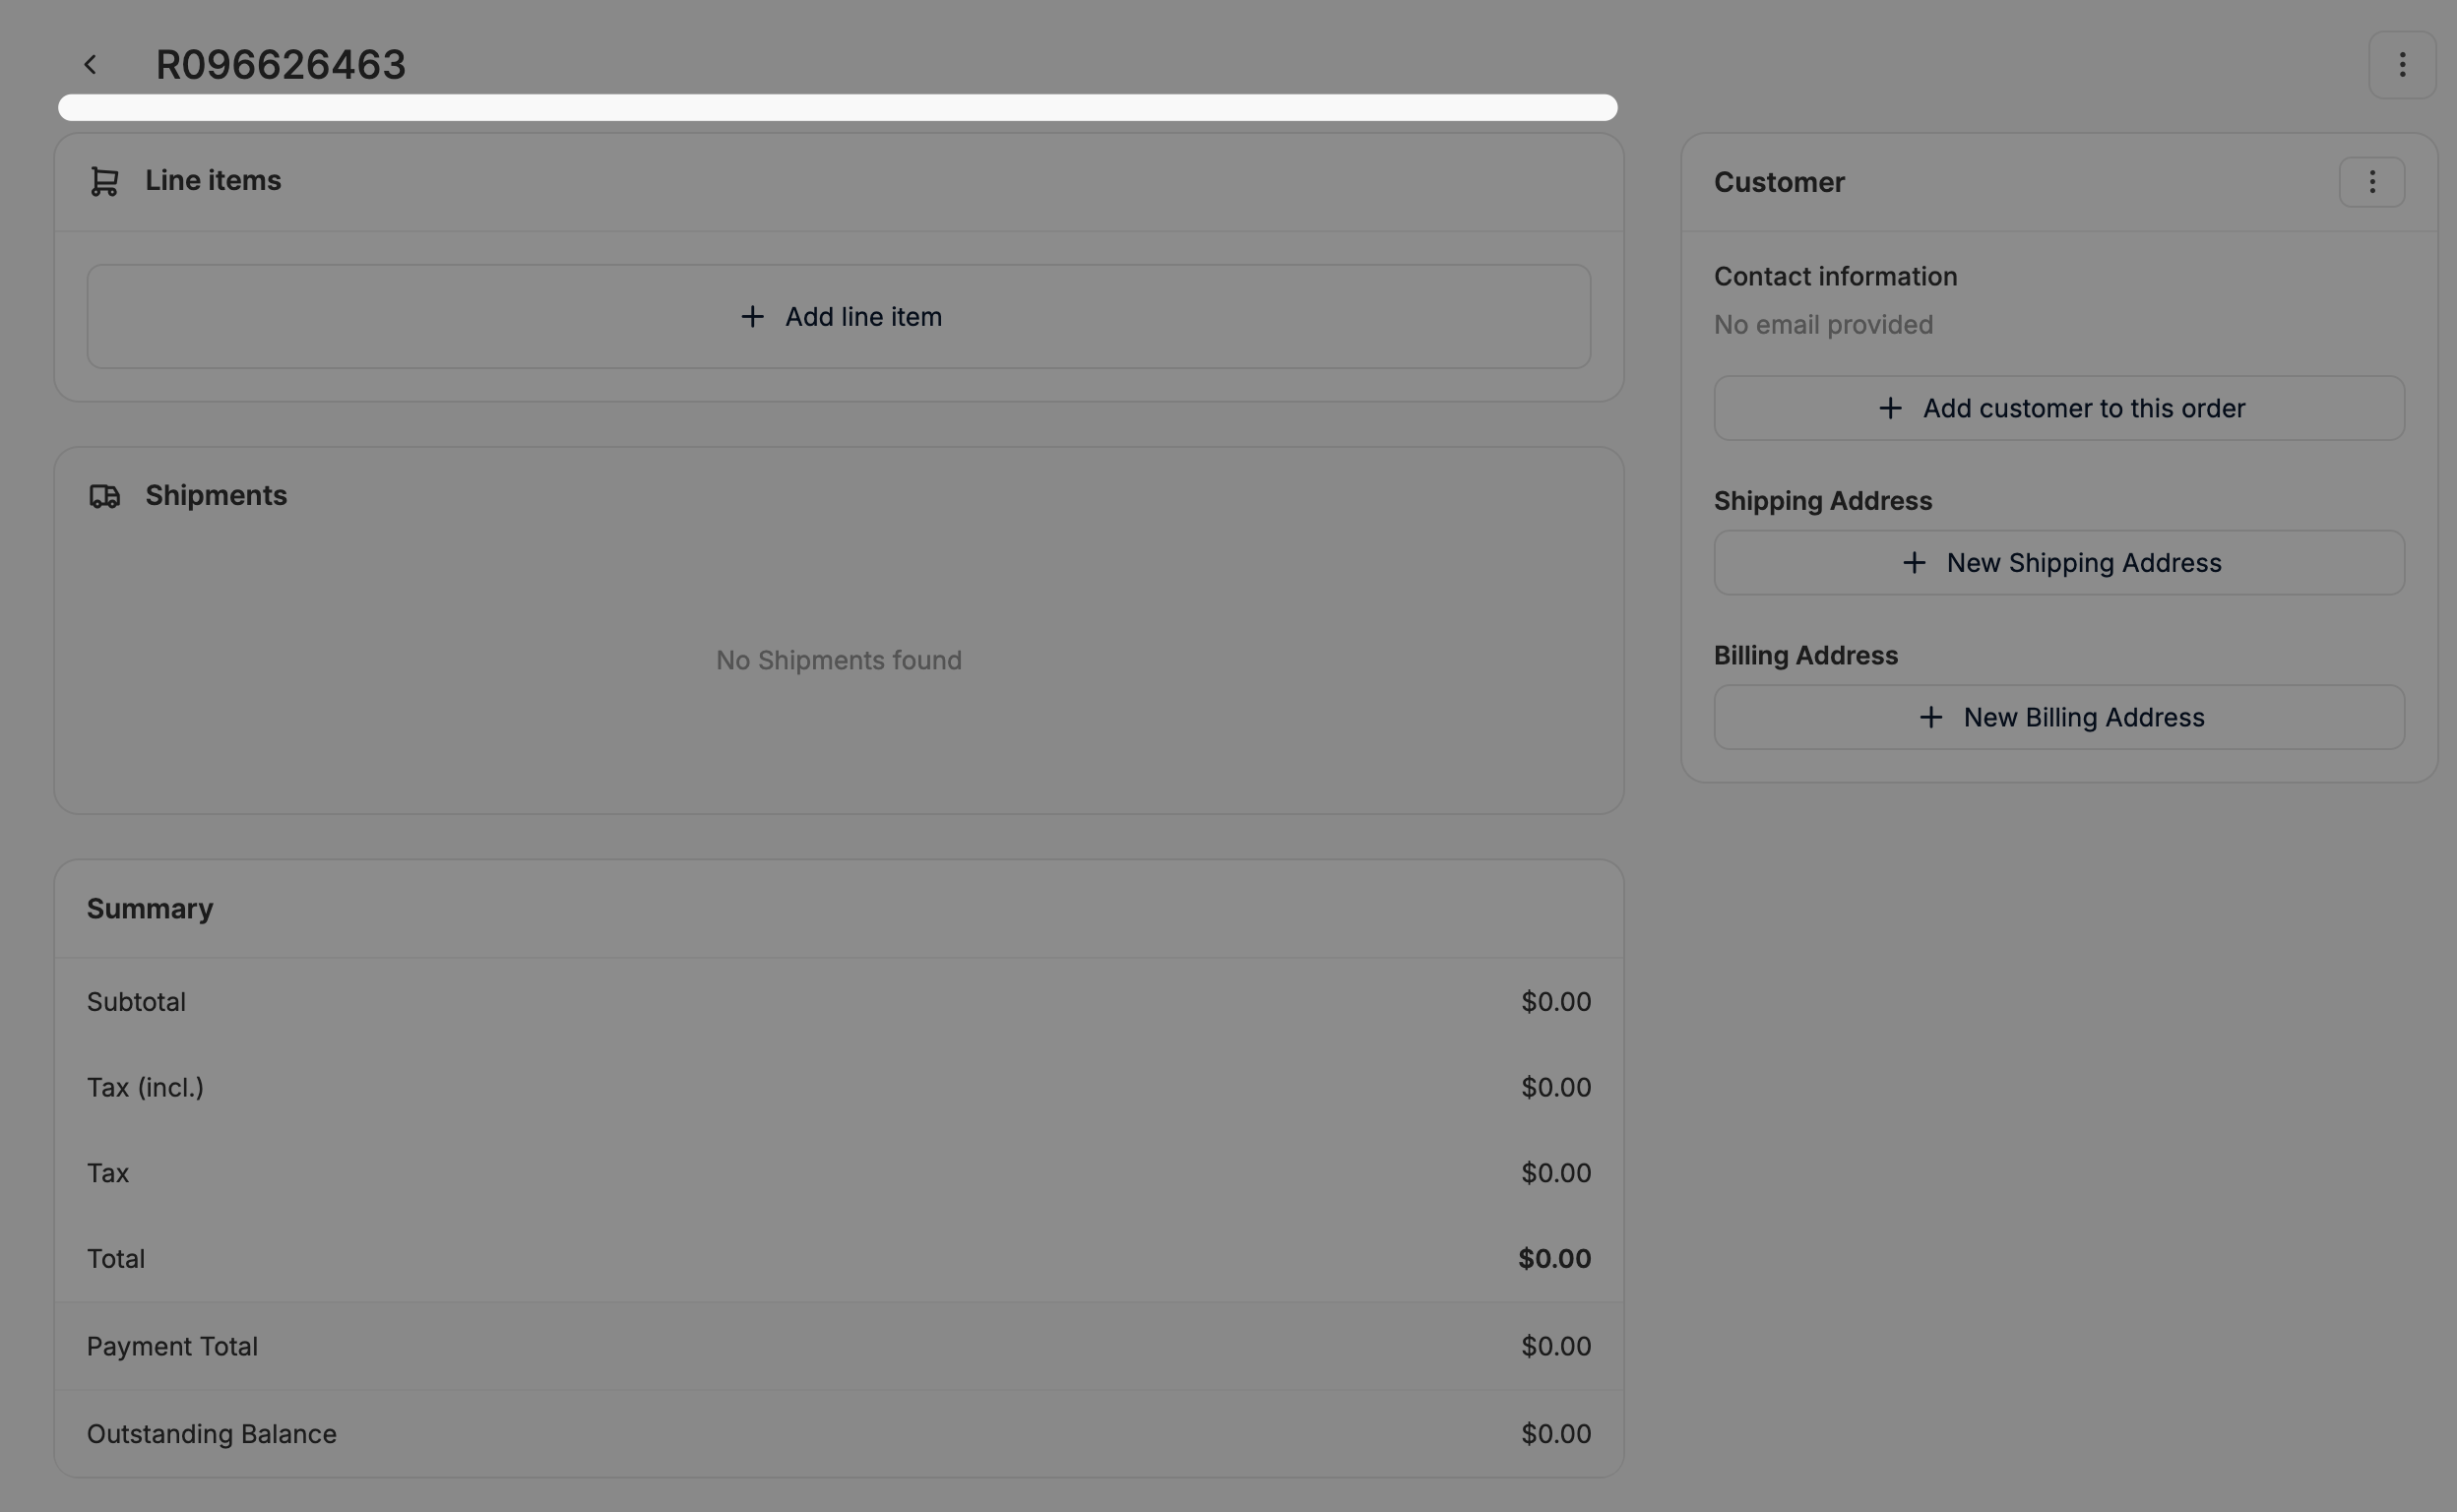 R096626463
Line items
Add line item
Shipments
No Shipments found
Summary
Subtotal $0.00
Tax (incl.) $0.00
Tax $0.00
Total $0.00
Payment Total $0.00
Outstanding Balance $0.00
Customer
Contact information
No email provided
Add customer to this order
Shipping Address
New Shipping Address
Billing Address
New Billing Address